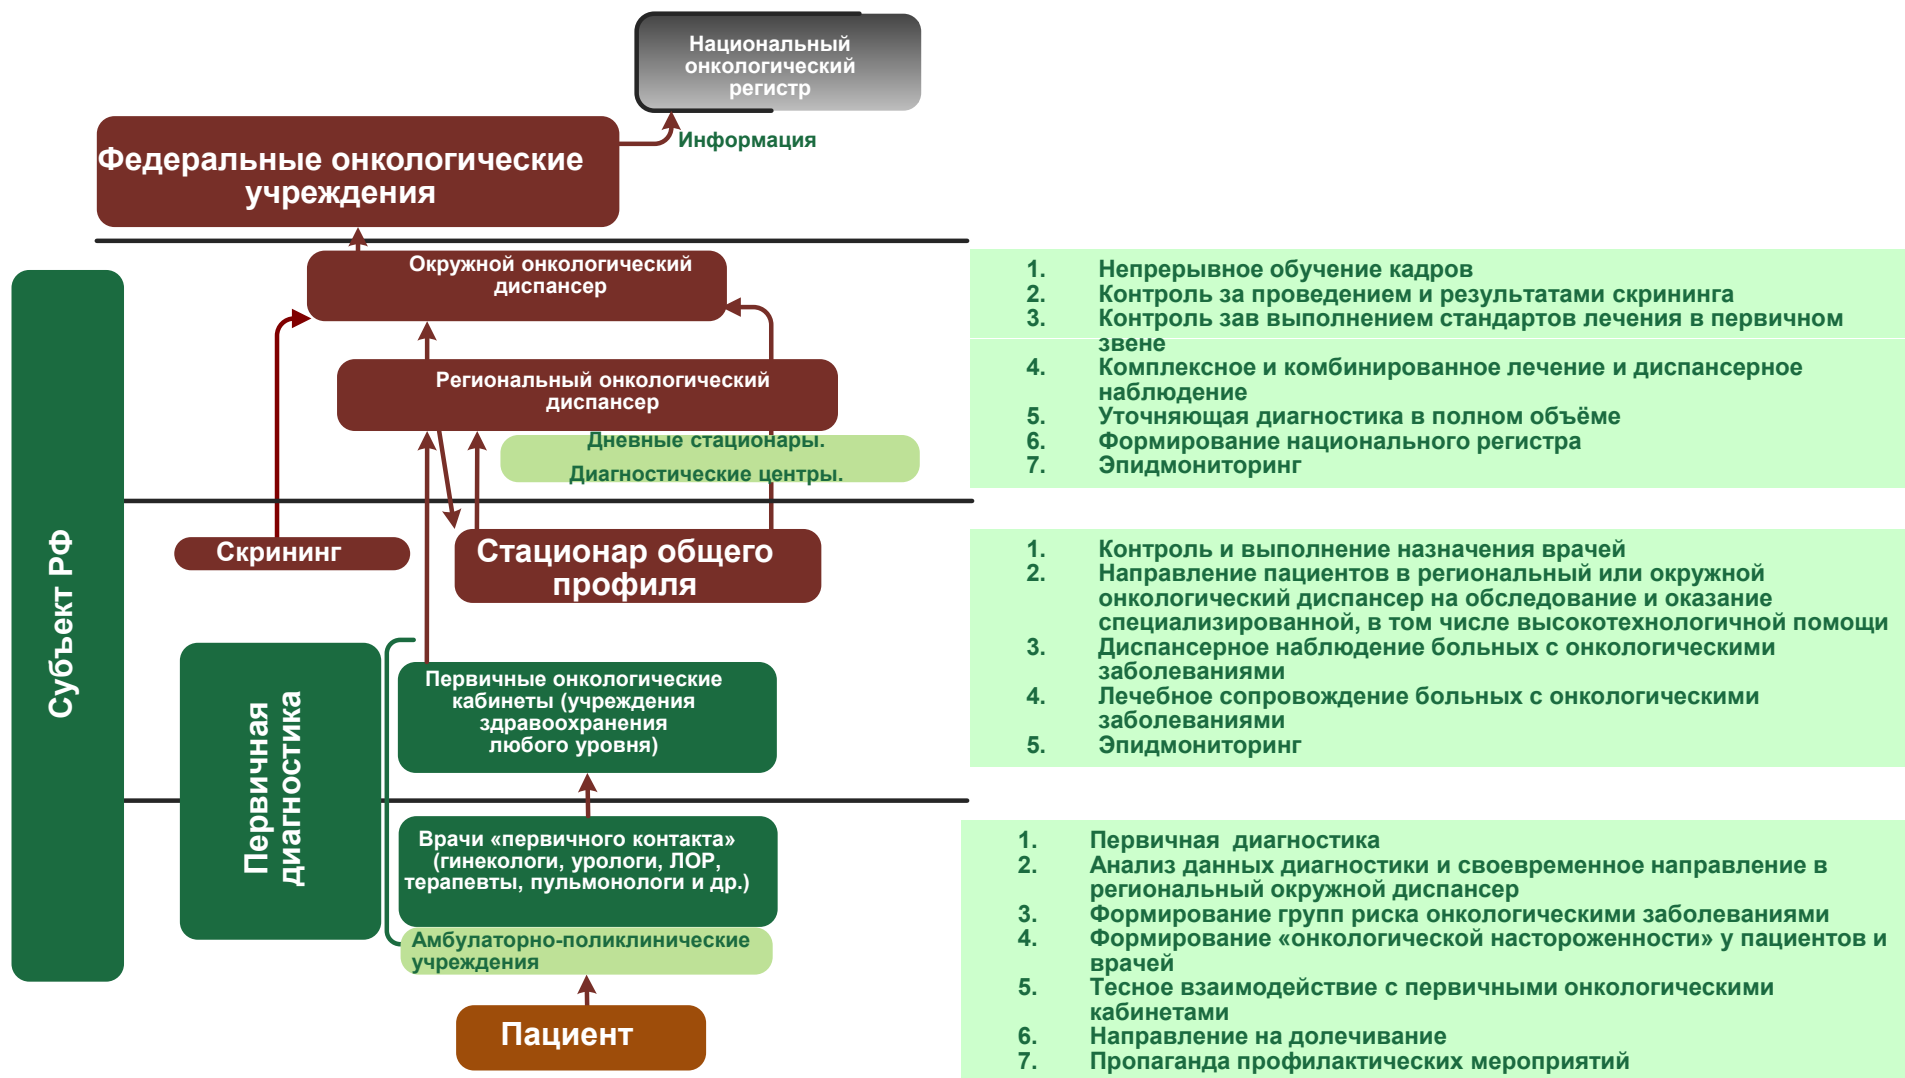 Национальный
онкологический
регистр
Информация
Федеральные онкологические
учреждения
Окружной онкологический
диспансер
Региональный онкологический
диспансер
Дневные стационары.
Диагностические центры.
1. Непрерывное обучение кадров
2. Контроль за проведением и результатами скрининга
3. Контроль зав выполнением стандартов лечения в первичном
звене
4. Комплексное и комбинированное лечение и диспансерное
наблюдение
5. Уточняющая диагностика в полном объёме
6. Формирование национального регистра
7. Эпидмониторинг
Субъект РФ
Скрининг
Стационар общего
профиля
Первичная
диагностика
Первичные онкологические
кабинеты (учреждения
здравоохранения
любого уровня)
1. Контроль и выполнение назначения врачей
2. Направление пациентов в региональный или окружной
онкологический диспансер на обследование и оказание
специализированной, в том числе высокотехнологичной помощи
3. Диспансерное наблюдение больных с онкологическими
заболеваниями
4. Лечебное сопровождение больных с онкологическими
заболеваниями
5. Эпидмониторинг
Врачи «первичного контакта»
(гинекологи, урологи, ЛОР,
терапевты, пульмонологи и др.)
Амбулаторно-поликлинические
учреждения
Пациент
1. Первичная диагностика
2. Анализ данных диагностики и своевременное направление в
региональный окружной диспансер
3. Формирование групп риска онкологическими заболеваниями
4. Формирование «онкологической настороженности» у пациентов и
врачей
5. Тесное взаимодействие с первичными онкологическими
кабинетами
6. Направление на долечивание
7. Пропаганда профилактических мероприятий